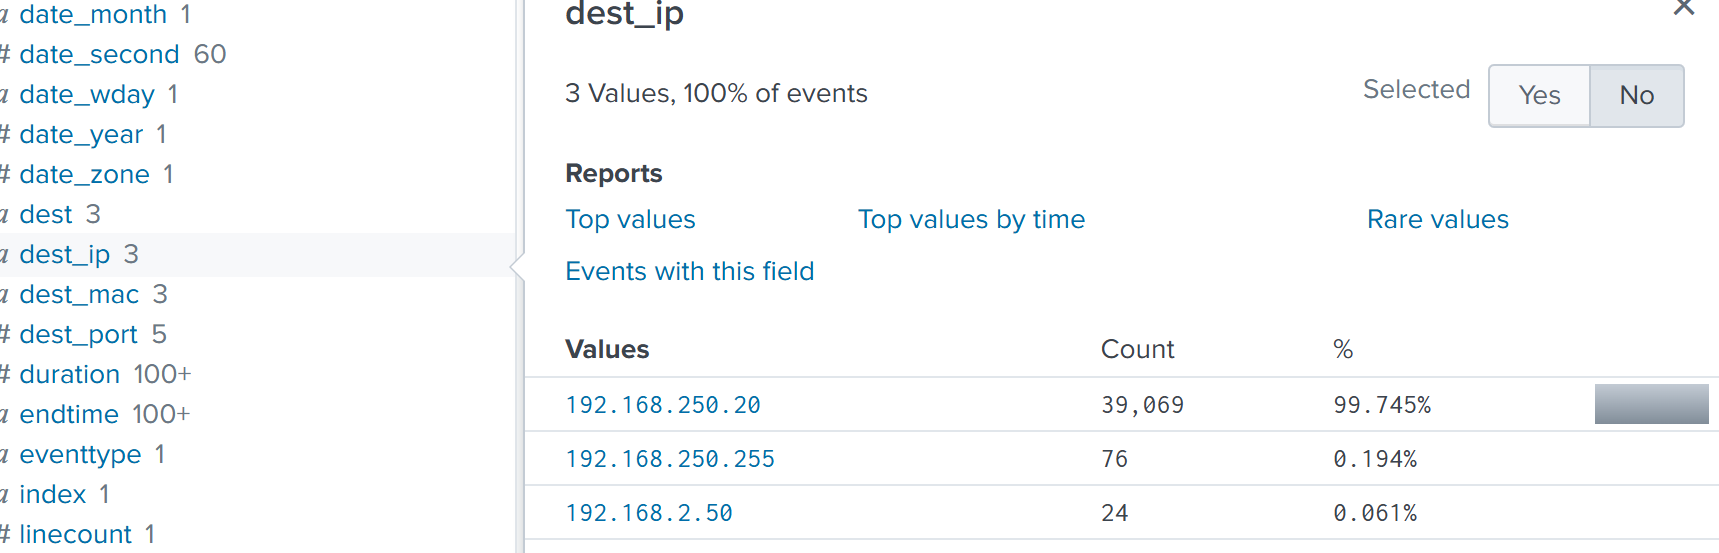 a date_month 1
# date_second 60
a date_wday 1
# date_year 1
# date_zone 1
a dest 3
a dest_ip 3
a dest_mac 3
# dest_port 5
# duration 100+
a endtime 100+
a eventtype 1
a index 1
# linecount 1
dest_ip
3 Values, 100% of events
Selected Yes No
Reports
Top values Top values by time Rare values
Events with this field
Values Count %
192.168.250.20 39,069 99.745%
192.168.250.255 76 0.194%
192.168.2.50 24 0.061%